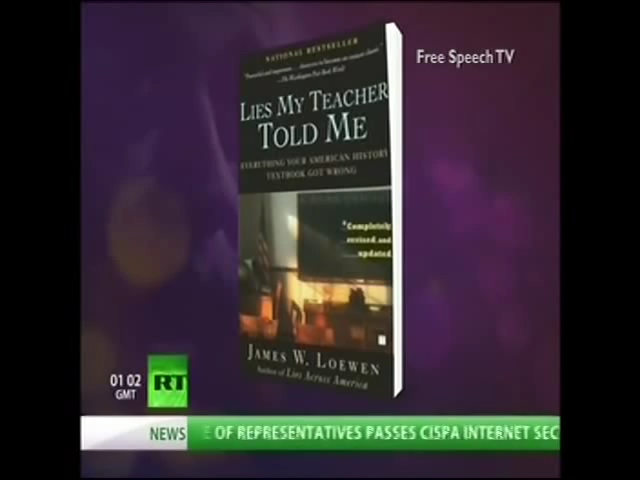 NATIONAL BESTSELLER
Free Speech TV
LIES MY TEACHER
TOLD ME
EVERYTHING YOUR AMERICAN HISTORY
TEXTBOOK GOT WRONG
"Completely
revised and
updated
JAMES W. LOEWEN
Author of Lies Across America
01 02
GMT
RT
NEWS
E OF REPRESENTATIVES PASSES CISPA INTERNET SEC